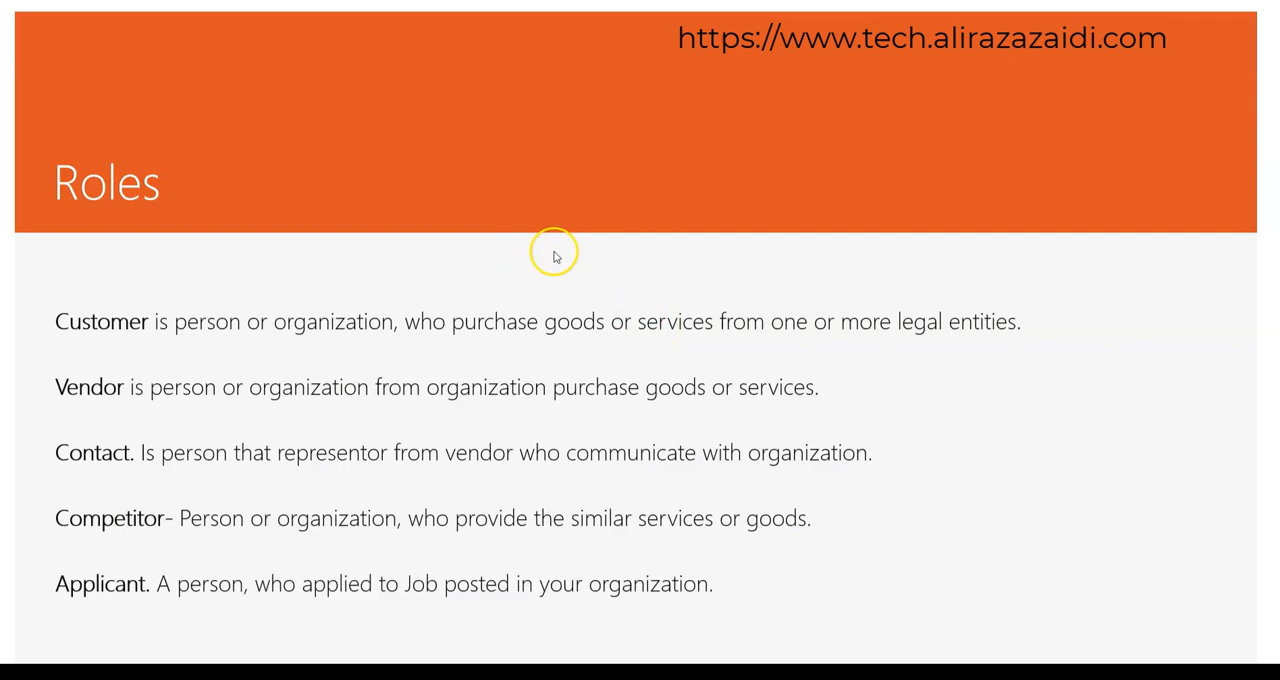 https://www.tech.alirazazaidi.com
Roles
Customer is person or organization, who purchase goods or services from one or more legal entities.
Vendor is person or organization from organization purchase goods or services.
Contact. Is person that representor from vendor who communicate with organization.
Competitor- Person or organization, who provide the similar services or goods.
Applicant. A person, who applied to Job posted in your organization.